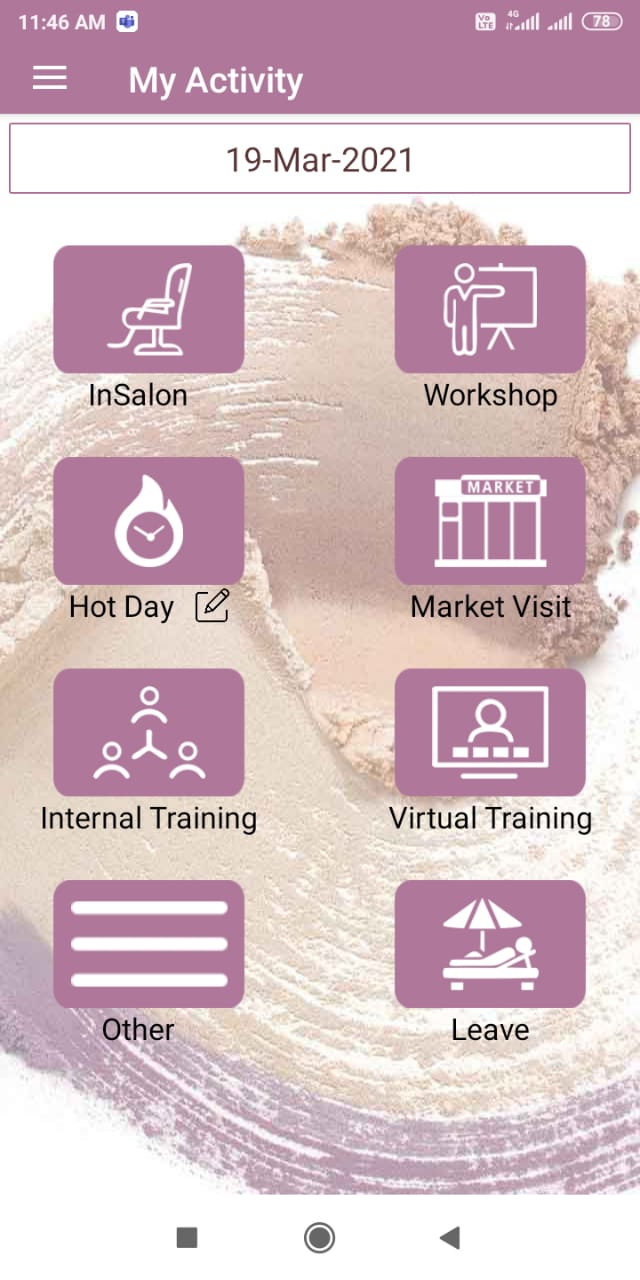 11:46 AM
Vo LTE 4G 78
My Activity
19-Mar-2021
InSalon
Workshop
MARKET
Hot Day
Market Visit
Internal Training
Virtual Training
Other
Leave